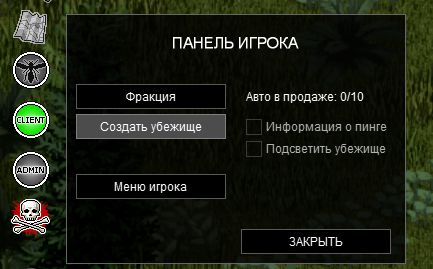 ПАНЕЛЬ ИГРОКА
Фракция
Авто в продаже: 0/10
Создать убежище
Информация о пинге
Подсветить убежище
Меню игрока
ЗАКРЫТЬ
CLIENT
ADMIN